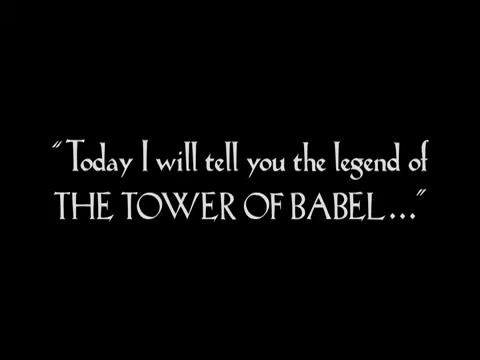 “Today I will tell you the legend of
THE TOWER OF BABEL...”